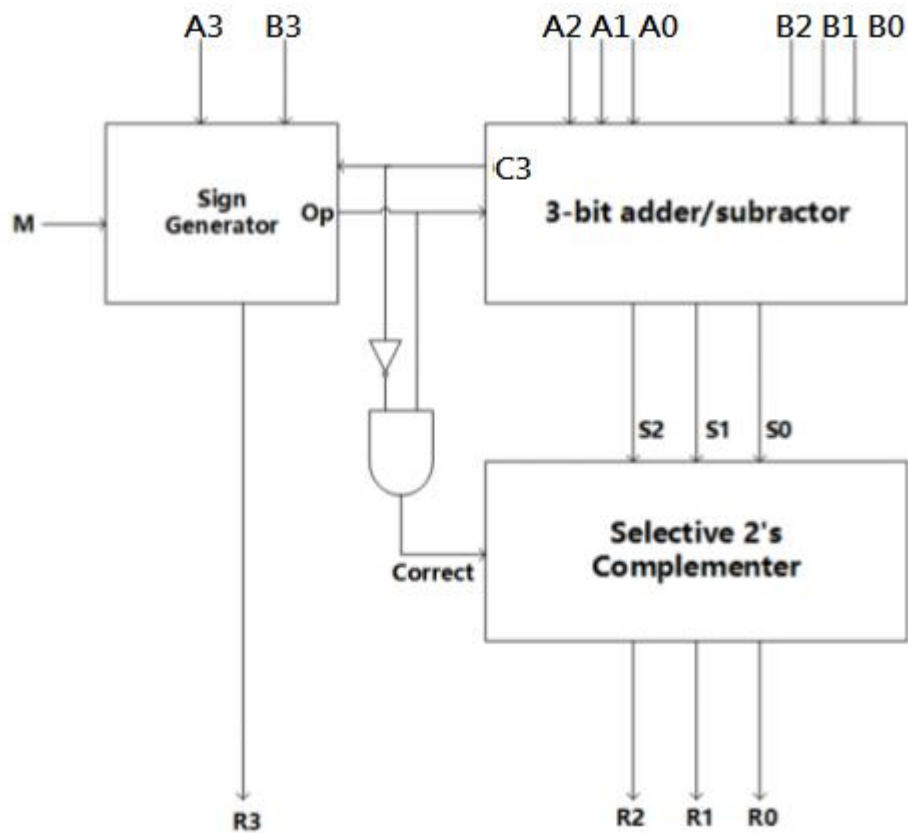 A3 B3 A2 A1 A0 B2 B1 B0
C3
Sign
Generator
Op
M
3-bit adder/subractor
S2 S1 S0
Selective 2's
Complementer
Correct
R3 R2 R1 R0